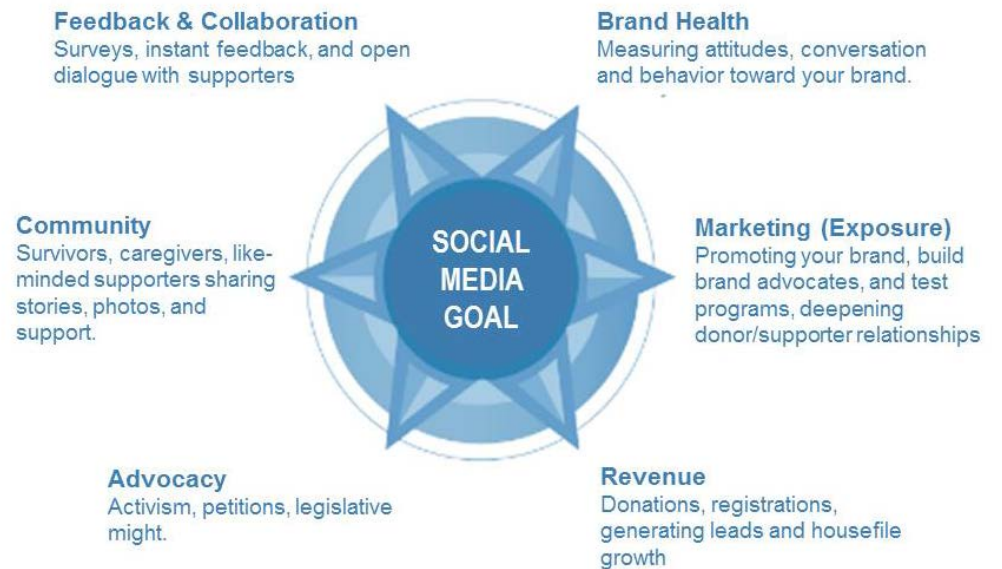 Feedback & Collaboration
Surveys, instant feedback, and open
dialogue with supporters
Brand Health
Measuring attitudes, conversation
and behavior toward your brand.
Community
Survivors, caregivers, like-
minded supporters sharing
stories, photos, and
support.
SOCIAL
MEDIA
GOAL
Marketing (Exposure)
Promoting your brand, build
brand advocates, and test
programs, deepening
donor/supporter relationships
Advocacy
Activism, petitions, legislative
might.
Revenue
Donations, registrations,
generating leads and housefile
growth